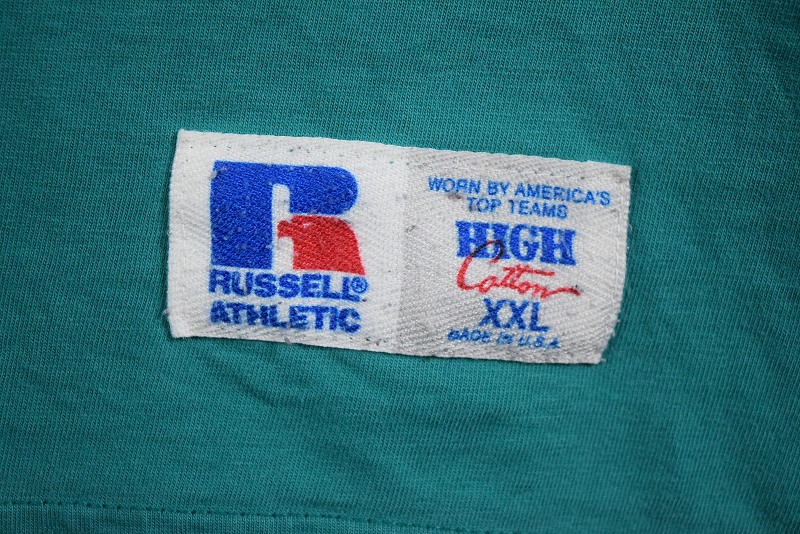 RUSSELL®
ATHLETIC
WORN BY AMERICA'S
TOP TEAMS
HIGH
Cotton
XXL
MADE IN U.S.A.